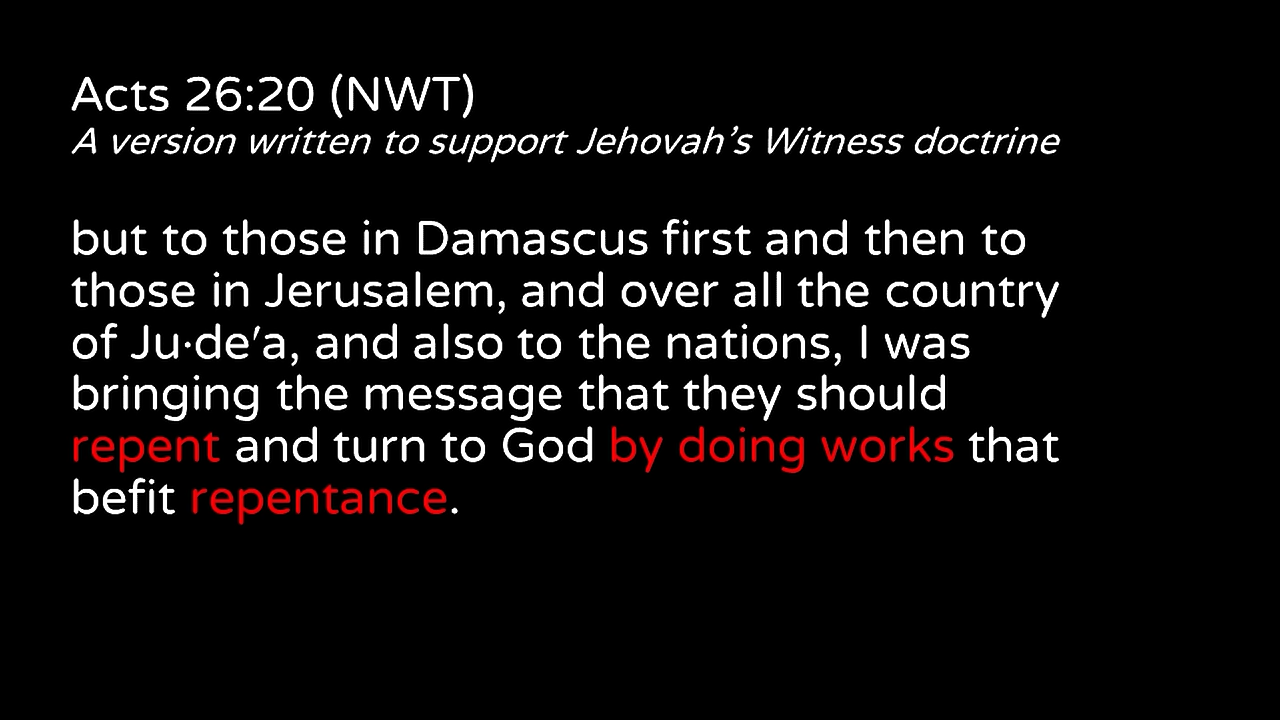 Acts 26:20 (NWT)
A version written to support Jehovah’s Witness doctrine
but to those in Damascus first and then to
those in Jerusalem, and over all the country
of Ju·deʹa, and also to the nations, I was
bringing the message that they should
repent and turn to God by doing works that
befit repentance.